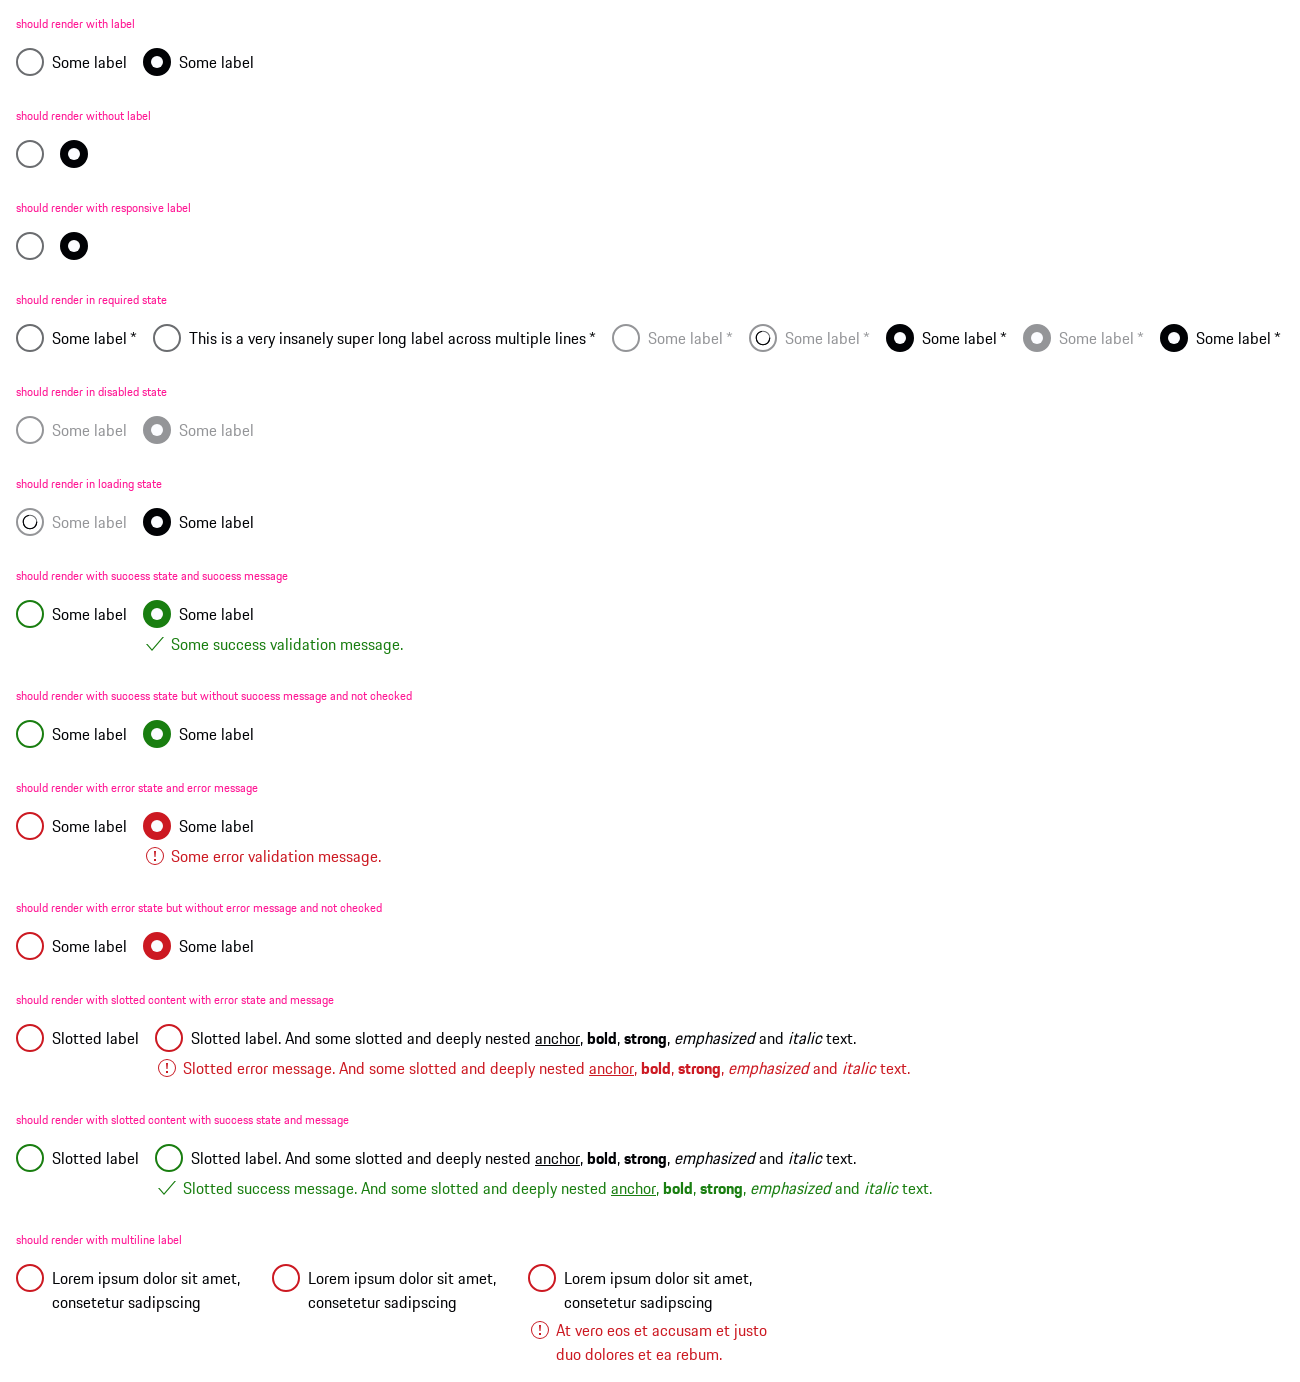 should render with label
Some label Some label
should render without label
should render with responsive label
should render in required state
Some label * This is a very insanely super long label across multiple lines * Some label * Some label * Some label * Some label * Some label *
should render in disabled state
Some label Some label
should render in loading state
Some label Some label
should render with success state and success message
Some label Some label
Some success validation message.
should render with success state but without success message and not checked
Some label Some label
should render with error state and error message
Some label Some label
Some error validation message.
should render with error state but without error message and not checked
Some label Some label
should render with slotted content with error state and message
Slotted label Slotted label. And some slotted and deeply nested anchor, bold, strong, emphasized and italic text.
Slotted error message. And some slotted and deeply nested anchor, bold, strong, emphasized and italic text.
should render with slotted content with success state and message
Slotted label Slotted label. And some slotted and deeply nested anchor, bold, strong, emphasized and italic text.
Slotted success message. And some slotted and deeply nested anchor, bold, strong, emphasized and italic text.
should render with multiline label
Lorem ipsum dolor sit amet, Lorem ipsum dolor sit amet, Lorem ipsum dolor sit amet,
consetetur sadipscing consetetur sadipscing consetetur sadipscing
At vero eos et accusam et justo
duo dolores et ea rebum.